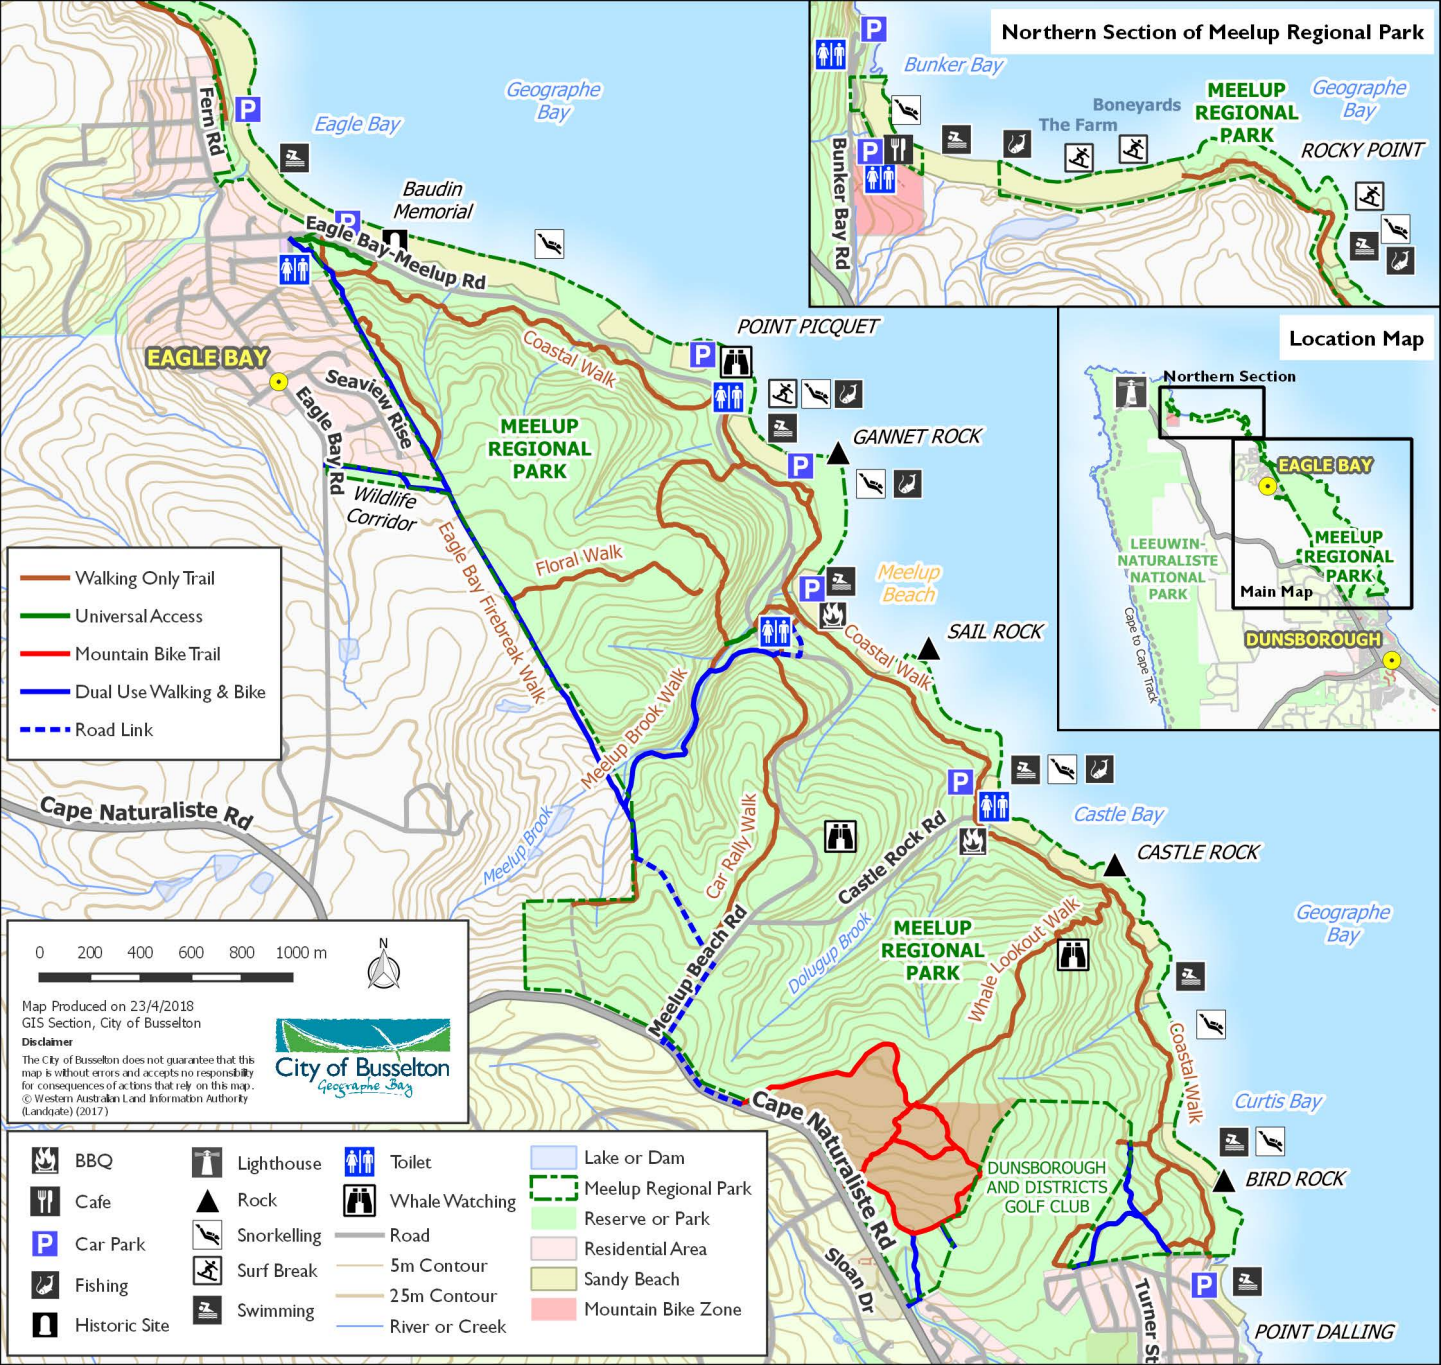 Northern Section of Meelup Regional Park
Bunker Bay
Geographe
Bay
MEELUP
REGIONAL
PARK
Boneyards
The Farm
ROCKY POINT
Bunker Bay Rd
P
P
Location Map
Northern Section
EAGLE BAY
LEEUWIN-
NATURALISTE
NATIONAL
PARK
MEELUP
REGIONAL
PARK
Main Map
Cape to Cape Track
DUNSBOROUGH
Fern Rd
P
Eagle Bay
Geographe
Bay
Baudin
Memorial
P
Eagle Bay-Meelup Rd
EAGLE BAY
Seaview Rise
Eagle Bay Rd
Coastal Walk
POINT PICQUET
P
MEELUP
REGIONAL
PARK
GANNET ROCK
P
Wildlife
Corridor
Eagle Bay Firebreak Walk
Floral Walk
P
Meelup
Beach
SAIL ROCK
Coastal Walk
Meelup Brook Walk
Meelup Brook
Car Rally Walk
P
Castle Bay
Castle Rock Rd
CASTLE ROCK
Cape Naturaliste Rd
Meelup Beach Rd
Dolugup Brook
MEELUP
REGIONAL
PARK
Whale Lookout Walk
Geographe
Bay
Coastal Walk
Curtis Bay
Cape Naturaliste Rd
DUNSBOROUGH
AND DISTRICTS
GOLF CLUB
BIRD ROCK
Sloan Dr
Turner St
P
POINT DALLING
Walking Only Trail
Universal Access
Mountain Bike Trail
Dual Use Walking & Bike
Road Link
0 200 400 600 800 1000 m
N
Map Produced on 23/4/2018
GIS Section, City of Busselton
Disclaimer
The City of Busselton does not guarantee that this
map is without errors and accepts no responsibility
for consequences of actions that rely on this map.
© Western Australian Land Information Authority
(Landgate) (2017)
City of Busselton
Geographe Bay
BBQ
Cafe
P Car Park
Fishing
Historic Site
Lighthouse
Rock
Snorkelling
Surf Break
Swimming
Toilet
Whale Watching
Road
5m Contour
25m Contour
River or Creek
Lake or Dam
Meelup Regional Park
Reserve or Park
Residential Area
Sandy Beach
Mountain Bike Zone